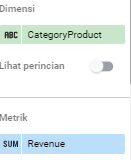 Dimensi
ABC CategoryProduct
Lihat perincian
Metrik
SUM Revenue